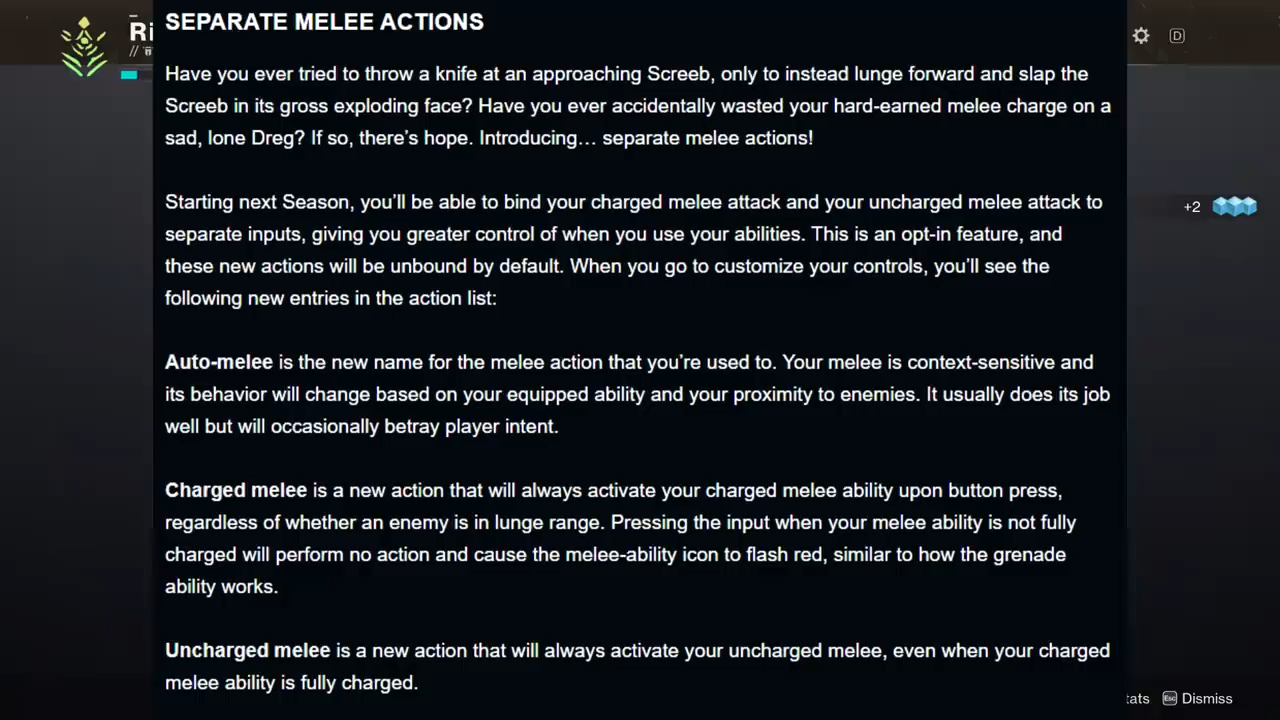 SEPARATE MELEE ACTIONS
Ri
//
D
Have you ever tried to throw a knife at an approaching Screeb, only to instead lunge forward and slap the
Screeb in its gross exploding face? Have you ever accidentally wasted your hard-earned melee charge on a
sad, lone Dreg? If so, there’s hope. Introducing… separate melee actions!
Starting next Season, you’ll be able to bind your charged melee attack and your uncharged melee attack to
+2
separate inputs, giving you greater control of when you use your abilities. This is an opt-in feature, and
these new actions will be unbound by default. When you go to customize your controls, you’ll see the
following new entries in the action list:
Auto-melee is the new name for the melee action that you’re used to. Your melee is context-sensitive and
its behavior will change based on your equipped ability and your proximity to enemies. It usually does its job
well but will occasionally betray player intent.
Charged melee is a new action that will always activate your charged melee ability upon button press,
regardless of whether an enemy is in lunge range. Pressing the input when your melee ability is not fully
charged will perform no action and cause the melee-ability icon to flash red, similar to how the grenade
ability works.
Uncharged melee is a new action that will always activate your uncharged melee, even when your charged
melee ability is fully charged.
tats Esc Dismiss